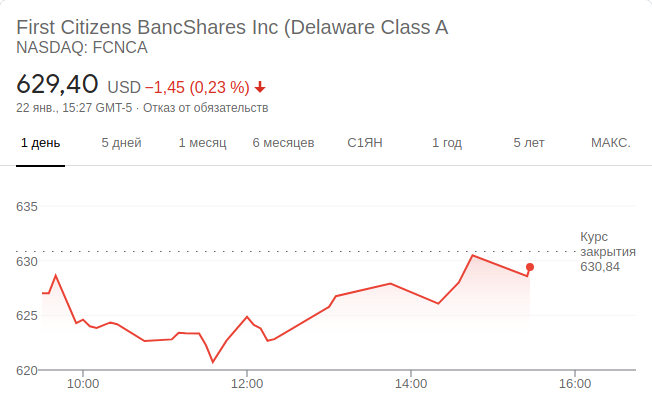 First Citizens BancShares Inc (Delaware Class A
NASDAQ: FCNCA
629,40 USD −1,45 (0,23 %)
22 янв., 15:27 GMT-5 · Отказ от обязательств
1 день 5 дней 1 месяц 6 месяцев С1ЯН 1 год 5 лет МАКС.
635
Курс
630 закрытия
630,84
625
620
10:00 12:00 14:00 16:00